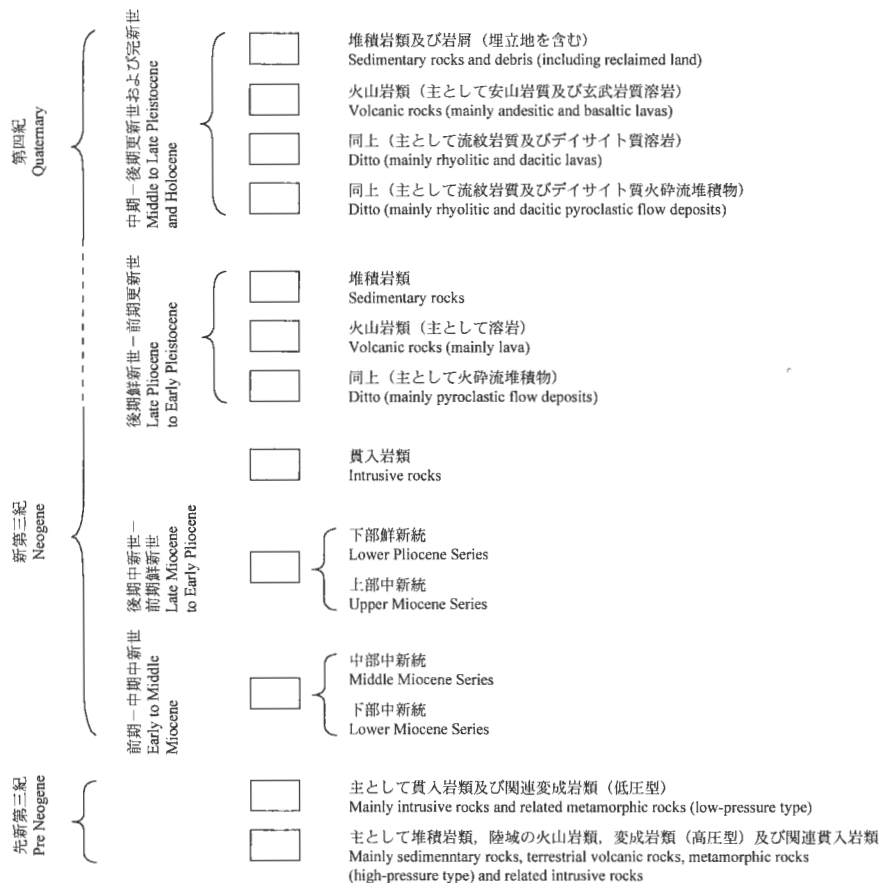 第四紀
Quaternary
中期－後期更新世および完新世
Middle to Late Pleistocene
and Holocene
堆積岩類及び岩屑（埋立地を含む）
Sedimentary rocks and debris (including reclaimed land)
火山岩類（主として安山岩質及び玄武岩質溶岩）
Volcanic rocks (mainly andesitic and basaltic lavas)
同上（主として流紋岩質及びデイサイト質溶岩）
Ditto (mainly rhyolitic and dacitic lavas)
同上（主として流紋岩質及びデイサイト質火砕流堆積物）
Ditto (mainly rhyolitic and dacitic pyroclastic flow deposits)
後期鮮新世－前期更新世
Late Pliocene
to Early Pleistocene
堆積岩類
Sedimentary rocks
火山岩類（主として溶岩）
Volcanic rocks (mainly lava)
同上（主として火砕流堆積物）
Ditto (mainly pyroclastic flow deposits)
貫入岩類
Intrusive rocks
新第三紀
Neogene
後期中新世－
前期鮮新世
Late Miocene
to Early Pliocene
下部鮮新統
Lower Pliocene Series
上部中新統
Upper Miocene Series
前期－中期中新世
Early to Middle
Miocene
中部中新統
Middle Miocene Series
下部中新統
Lower Miocene Series
先新第三紀
Pre Neogene
主として貫入岩類及び関連変成岩類（低圧型）
Mainly intrusive rocks and related metamorphic rocks (low-pressure type)
主として堆積岩類，陸域の火山岩類，変成岩類（高圧型）及び関連貫入岩類
Mainly sedimenntary rocks, terrestrial volcanic rocks, metamorphic rocks
(high-pressure type) and related intrusive rocks